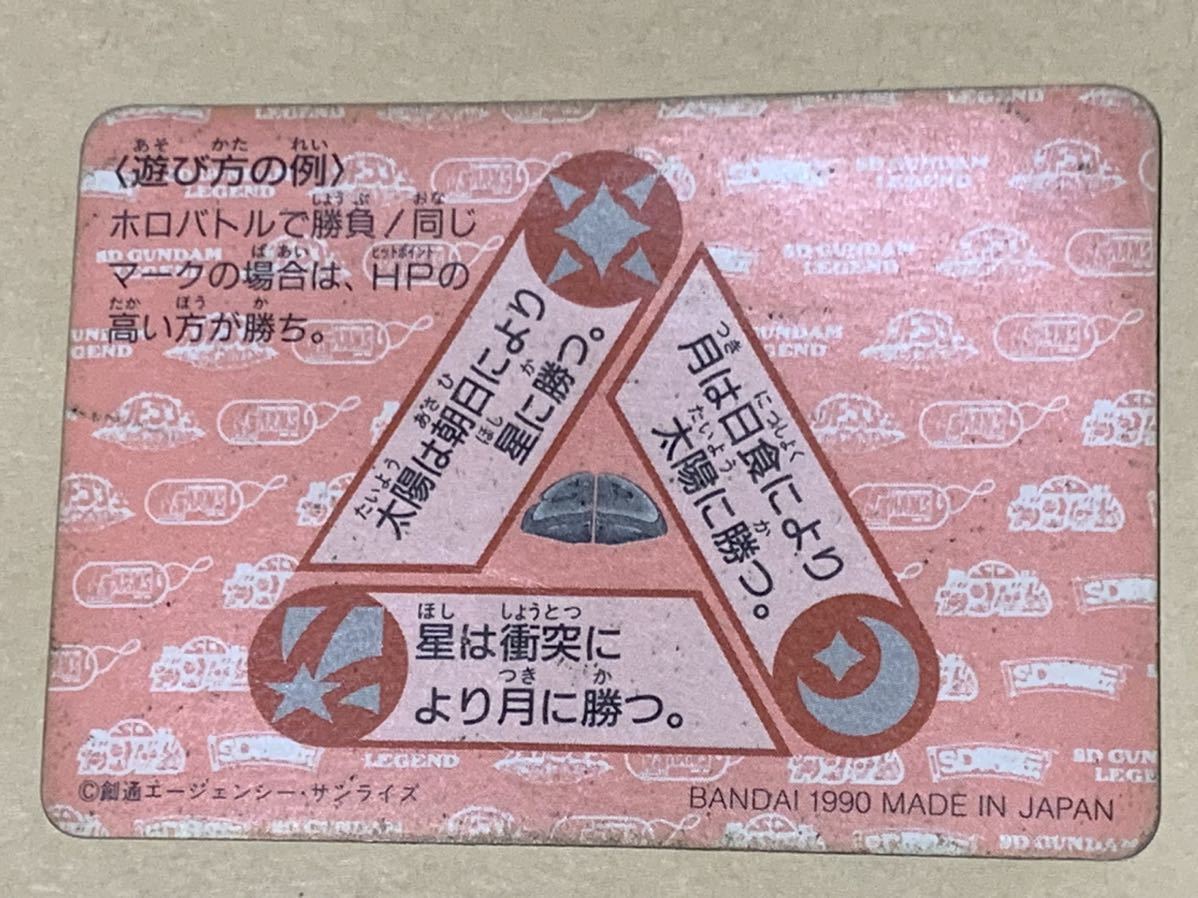 〈遊び方の例〉
ホロバトルで勝負!同じ
マークの場合は、HPの
高い方が勝ち。
太陽は朝日により
星に勝つ。
月は日食により
太陽に勝つ。
星は衝突に
より月に勝つ。
©創通エージェンシー・サンライズ
BANDAI 1990 MADE IN JAPAN
SD GUNDAM
LEGEND